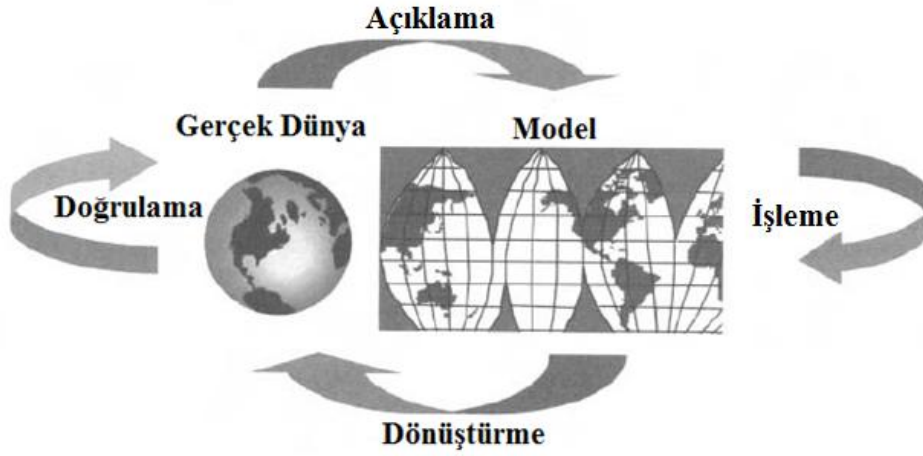 Açıklama
Gerçek Dünya
Model
Doğrulama
İşleme
Dönüştürme